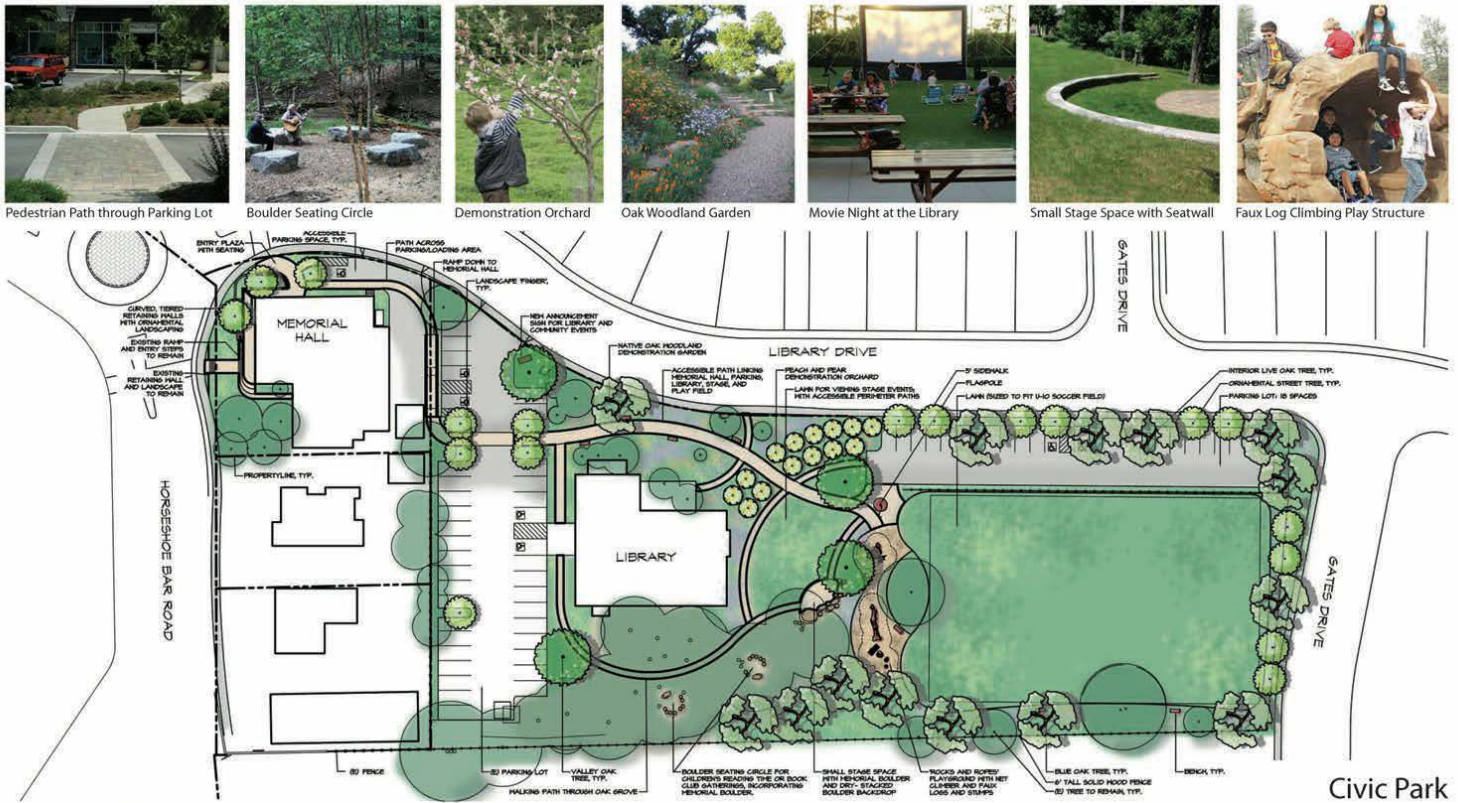 Pedestrian Path through Parking Lot
Boulder Seating Circle
Demonstration Orchard
Oak Woodland Garden
Movie Night at the Library
Small Stage Space with Seatwall
Faux Log Climbing Play Structure
ENTRY PLAZA
WITH SEATING
ACCESSIBLE
PARKING SPACE, TYP.
PATH ACROSS
PARKING/LOADING AREA
RAMP DOWN TO
MEMORIAL HALL
LANDSCAPE 'FINGER',
TYP.
CURVED, TIERED
RETAINING WALLS
WITH ORNAMENTAL
LANDSCAPING
EXISTING RAMP
AND ENTRY STEPS
TO REMAIN
EXISTING
RETAINING WALL
AND LANDSCAPE
TO REMAIN
MEMORIAL
HALL
NEW ANNOUNCEMENT
SIGN FOR LIBRARY AND
COMMUNITY EVENTS
NATIVE OAK WOODLAND
DEMONSTRATION GARDEN
LIBRARY DRIVE
GATES DRIVE
ACCESSIBLE PATH LINKING
MEMORIAL HALL, PARKING,
LIBRARY, STAGE, AND
PLAY FIELD
PEACH AND PEAR
DEMONSTRATION ORCHARD
LAWN FOR VIEWING STAGE EVENTS,
WITH ACCESSIBLE PERIMETER PATHS
5' SIDEWALK
FLAGPOLE
LAWN (SIZED TO FIT U-10 SOCCER FIELD)
INTERIOR LIVE OAK TREE, TYP.
ORNAMENTAL STREET TREE, TYP.
PARKING LOT: 18 SPACES
PROPERTYLINE, TYP.
HORSESHOE BAR ROAD
LIBRARY
GATES DRIVE
(E) FENCE
(E) PARKING LOT
VALLEY OAK
TREE, TYP.
WALKING PATH THROUGH OAK GROVE
BOULDER SEATING CIRCLE FOR
CHILDREN'S READING TIME OR BOOK
CLUB GATHERINGS, INCORPORATING
MEMORIAL BOULDER.
SMALL STAGE SPACE
WITH MEMORIAL BOULDER
AND DRY-STACKED
BOULDER BACKDROP
'ROCKS AND ROPES'
PLAYGROUND WITH NET
CLIMBER AND FAUX
LOGS AND STUMPS
BLUE OAK TREE, TYP.
6' TALL SOLID WOOD FENCE
(E) TREE TO REMAIN, TYP.
BENCH, TYP.
Civic Park